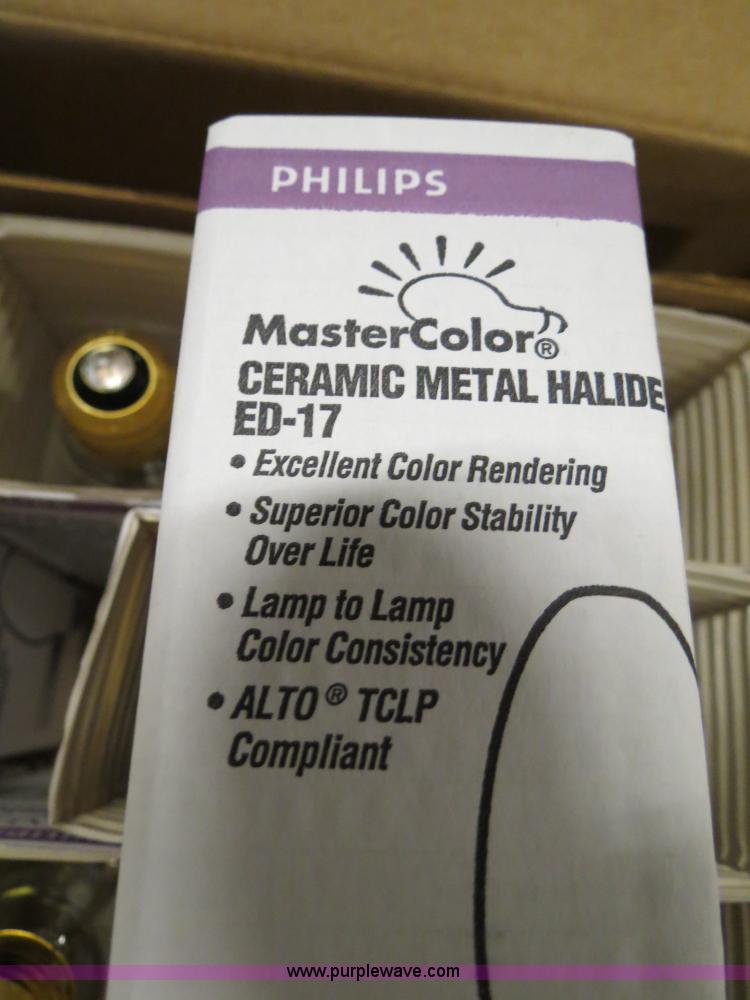 PHILIPS
MasterColor®
CERAMIC METAL HALIDE
ED-17
• Excellent Color Rendering
• Superior Color Stability
Over Life
• Lamp to Lamp
Color Consistency
• ALTO® TCLP
Compliant
www.purplewave.com